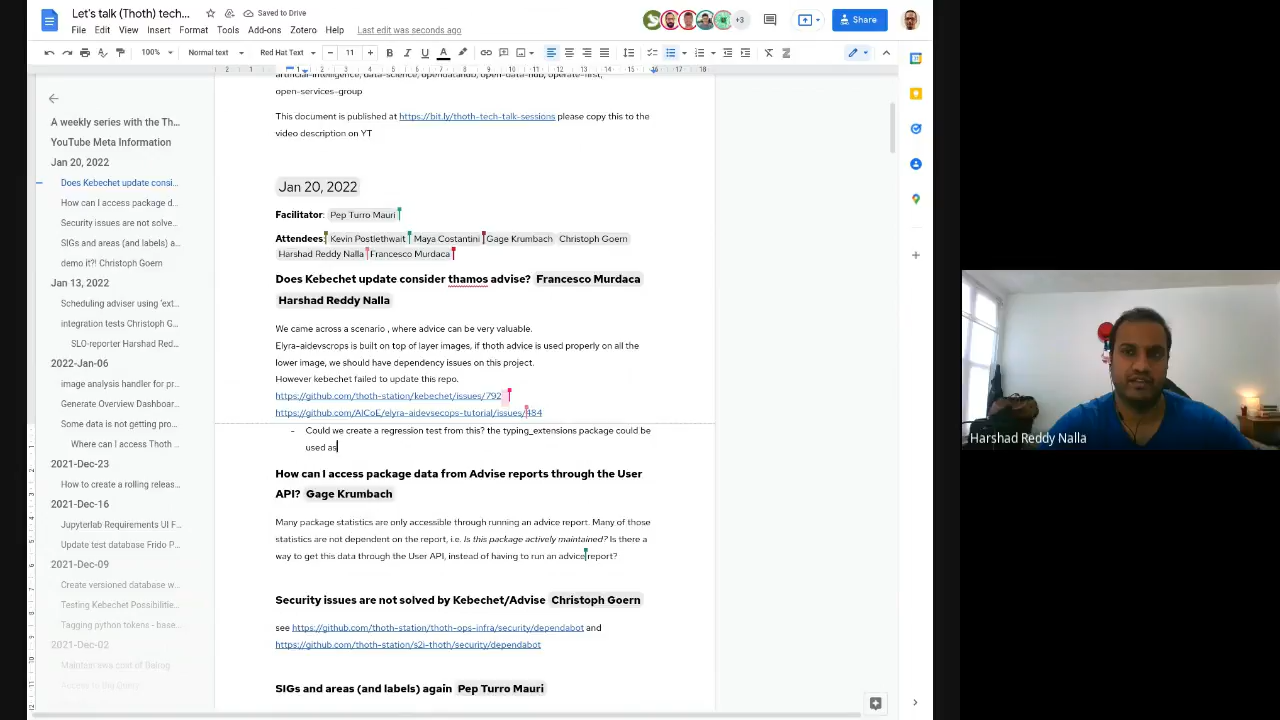 Let's talk (Thoth) tech...
Saved to Drive
File Edit View Insert Format Tools Add-ons Zotero Help Last edit was seconds ago
+3
Share
100% Normal text Red Hat Text 11
A weekly series with the Th...
YouTube Meta Information
Jan 20, 2022
Does Kebechet update consi...
How can I access package d...
Security issues are not solve...
SIGs and areas (and labels) a...
demo it?! Christoph Goern
Jan 13, 2022
Scheduling adviser using 'ext...
integration tests Christoph G...
SLO-reporter Harshad Red...
2022-Jan-06
image analysis handler for pr...
Generate Overview Dashboar...
Some data is not getting pro...
Where can I access Thoth ...
2021-Dec-23
How to create a rolling releas...
2021-Dec-16
Jupyterlab Requirements UI F...
Update test database Frido P...
2021-Dec-09
Create versioned database w...
Testing Kebechet Possibilitie...
Tagging python tokens - base...
2021-Dec-02
Maintain swa cost of Belrog
artificial-intelligence, data-science, opendatahub, open-data-hub, operate-first,
open-services-group
This document is published at https://bit.ly/thoth-tech-talk-sessions please copy this to the
video description on YT
Jan 20, 2022
Facilitator: Pep Turro Mauri
Attendees: Kevin Postlethwait Maya Costantini Gage Krumbach Christoph Goern
Harshad Reddy Nalla Francesco Murdaca
Does Kebechet update consider thamos advise? Francesco Murdaca
Harshad Reddy Nalla
We came across a scenario , where advice can be very valuable.
Elyra-aidevscrops is built on top of layer images, if thoth advice is used properly on all the
lower image, we should have dependency issues on this project.
However kebechet failed to update this repo.
https://github.com/thoth-station/kebechet/issues/792
https://github.com/AICoE/elyra-aidevsecops-tutorial/issues/484
- Could we create a regression test from this? the typing_extensions package could be
used as
How can I access package data from Advise reports through the User
API? Gage Krumbach
Many package statistics are only accessible through running an advice report. Many of those
statistics are not dependent on the report, i.e. Is this package actively maintained? Is there a
way to get this data through the User API, instead of having to run an advice report?
Security issues are not solved by Kebechet/Advise Christoph Goern
see https://github.com/thoth-station/thoth-ops-infra/security/dependabot and
https://github.com/thoth-station/s2i-thoth/security/dependabot
SIGs and areas (and labels) again Pep Turro Mauri
Harshad Reddy Nalla